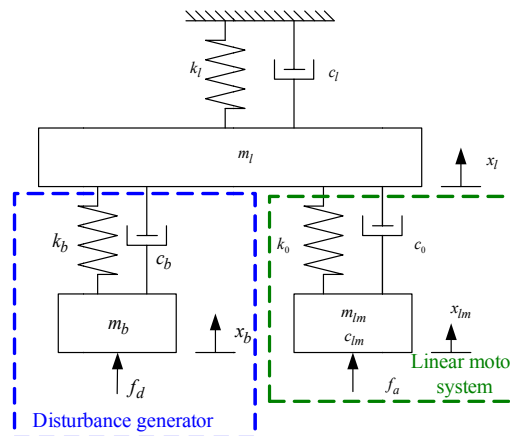 k_l
c_l
m_l
x_l
k_b
c_b
k_0
c_0
m_b
x_b
m_lm
c_lm
x_lm
f_d
f_a
Linear moto
system
Disturbance generator